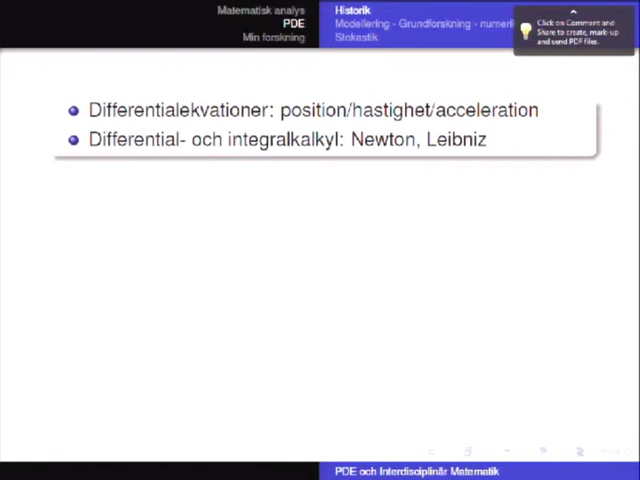 Matematisk analys
PDE
Min forskning
Historik
Modellering - Grundforskning - numeri
Stokastik
Click on Comment and
Share to create, mark-up
and send PDF files.
Differentialekvationer: position/hastighet/acceleration
Differential- och integralkalkyl: Newton, Leibniz
PDE och Interdisciplinär Matematik